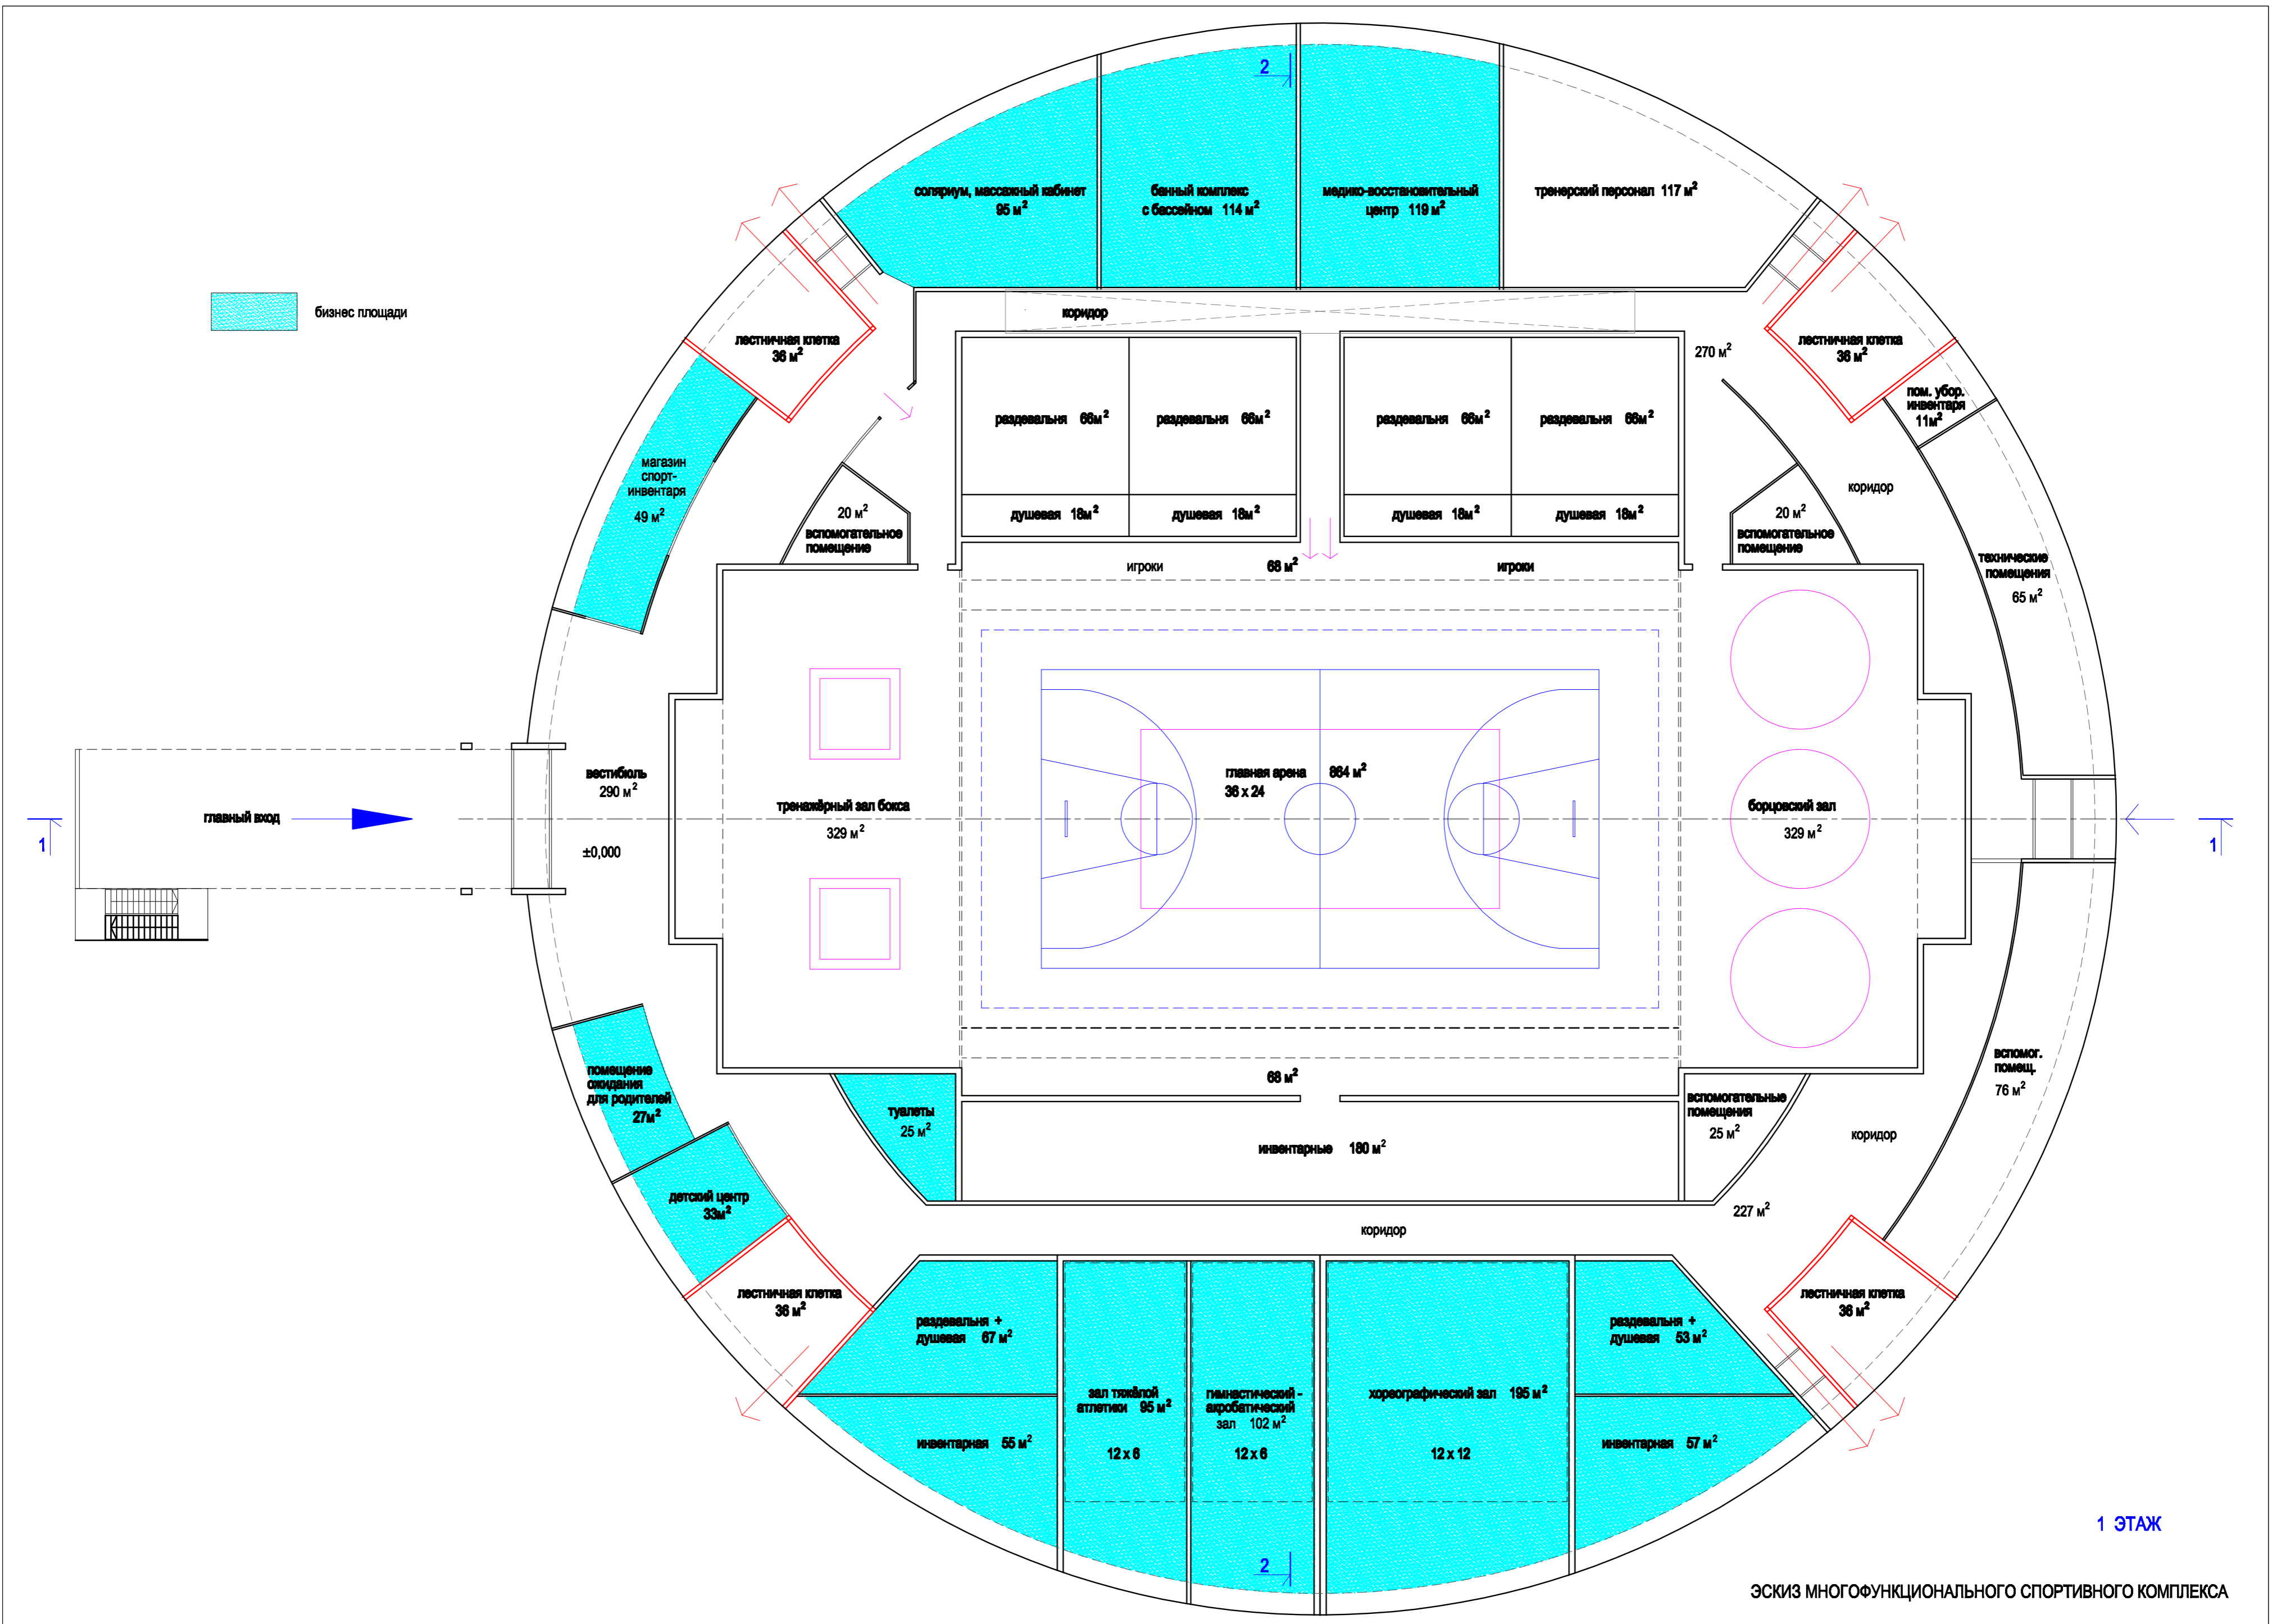 2
соляриум, массажный кабинет
95 м²
банный комплекс
с бассейном 114 м²
медико-восстановительный
центр 119 м²
тренерский персонал 117 м²
бизнес площади
коридор
лестничная клетка
36 м²
270 м²
лестничная клетка
36 м²
пом. убор.
инвентаря
11м²
раздевальня 66м²
раздевальня 66м²
раздевальня 66м²
раздевальня 66м²
магазин
спорт-
инвентаря
49 м²
коридор
20 м²
вспомогательное
помещение
душевая 18м²
душевая 18м²
душевая 18м²
душевая 18м²
20 м²
вспомогательное
помещение
игроки
68 м²
игроки
технические
помещения
65 м²
вестибюль
290 м²
главный вход
±0,000
1
тренажёрный зал бокса
329 м²
главная арена 864 м²
36 x 24
борцовский зал
329 м²
1
помещение
ожидания
для родителей
27м²
68 м²
вспомог.
помещ.
76 м²
туалеты
25 м²
вспомогательные
помещения
25 м²
инвентарные 180 м²
коридор
детский центр
33м²
227 м²
коридор
лестничная клетка
36 м²
лестничная клетка
36 м²
раздевальня +
душевая 67 м²
раздевальня +
душевая 53 м²
зал тяжёлой
атлетики 95 м²
12 x 6
гимнастический -
акробатический
зал 102 м²
12 x 6
хореографический зал 195 м²
12 x 12
инвентарная 55 м²
инвентарная 57 м²
2
1 ЭТАЖ
ЭСКИЗ МНОГОФУНКЦИОНАЛЬНОГО СПОРТИВНОГО КОМПЛЕКСА